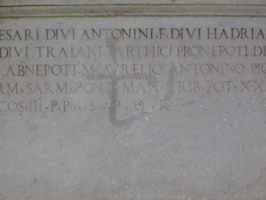 ESARI DIVI ANTONINI F. DIVI HADRIA
DIVI TRAIANI PARTHICI PRONEPOTI DI
ABNEPOTI M. AVRELIO ANTONINO PIO
RM. SARM. PONT. MAX. TRIB. POT. XX
COS. III. P. P. S. P. Q. R